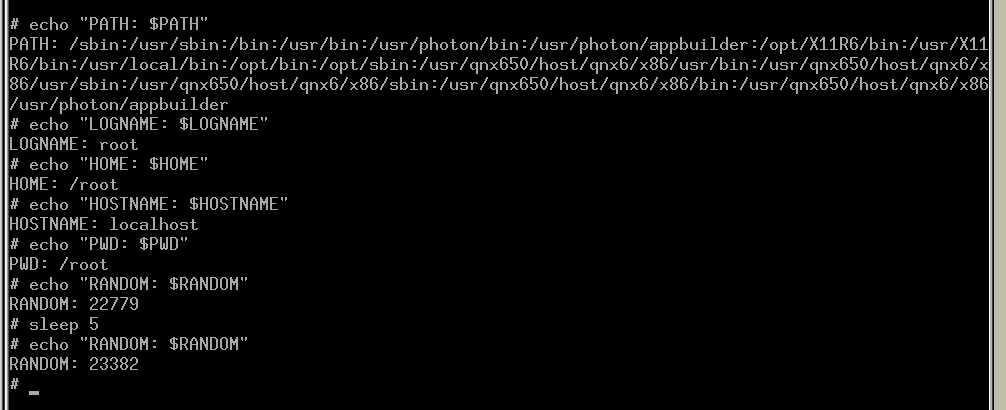 # echo "PATH: $PATH"
PATH: /sbin:/usr/sbin:/bin:/usr/bin:/usr/photon/bin:/usr/photon/appbuilder:/opt/X11R6/bin:/usr/X11
R6/bin:/usr/local/bin:/opt/bin:/opt/sbin:/usr/qnx650/host/qnx6/x86/usr/bin:/usr/qnx650/host/qnx6/x
86/usr/sbin:/usr/qnx650/host/qnx6/x86/sbin:/usr/qnx650/host/qnx6/x86/bin:/usr/qnx650/host/qnx6/x86
/usr/photon/appbuilder
# echo "LOGNAME: $LOGNAME"
LOGNAME: root
# echo "HOME: $HOME"
HOME: /root
# echo "HOSTNAME: $HOSTNAME"
HOSTNAME: localhost
# echo "PWD: $PWD"
PWD: /root
# echo "RANDOM: $RANDOM"
RANDOM: 22779
# sleep 5
# echo "RANDOM: $RANDOM"
RANDOM: 23382
# _